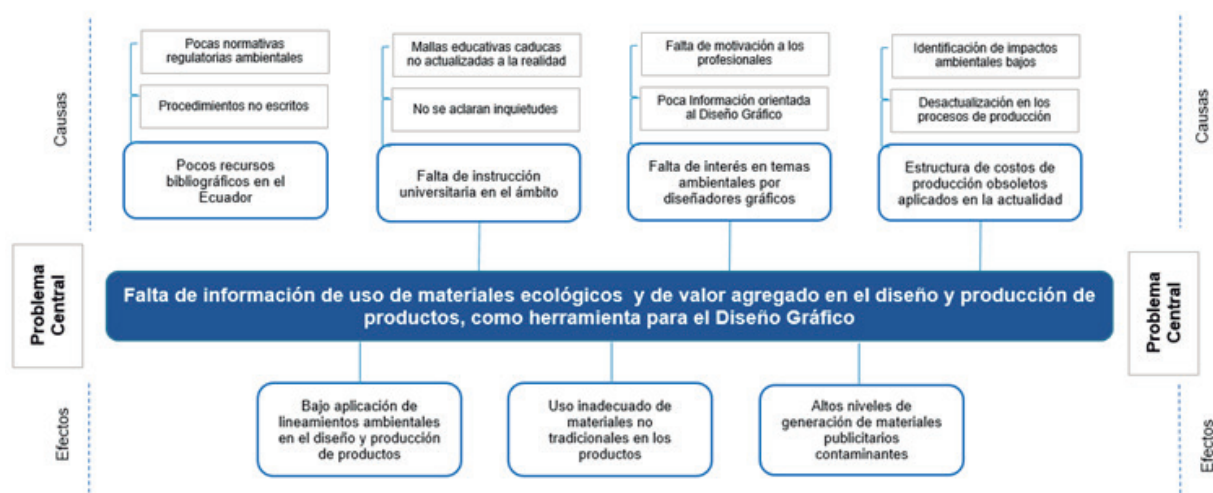 Causas
Pocas normativas
regulatorias ambientales
Mallas educativas caducas
no actualizadas a la realidad
Falta de motivación a los
profesionales
Identificación de impactos
ambientales bajos
Causas
Procedimientos no escritos
No se aclaran inquietudes
Poca Información orientada
al Diseño Gráfico
Desactualización en los
procesos de producción
Pocos recursos
bibliográficos en el
Ecuador
Falta de instrucción
universitaria en el ámbito
Falta de interés en temas
ambientales por
diseñadores gráficos
Estructura de costos de
producción obsoletos
aplicados en la actualidad
Problema
Central
Falta de información de uso de materiales ecológicos y de valor agregado en el diseño y producción de
productos, como herramienta para el Diseño Gráfico
Problema
Central
Efectos
Bajo aplicación de
lineamientos ambientales
en el diseño y producción
de productos
Uso inadecuado de
materiales no
tradicionales en los
productos
Altos niveles de
generación de materiales
publicitarios
contaminantes
Efectos